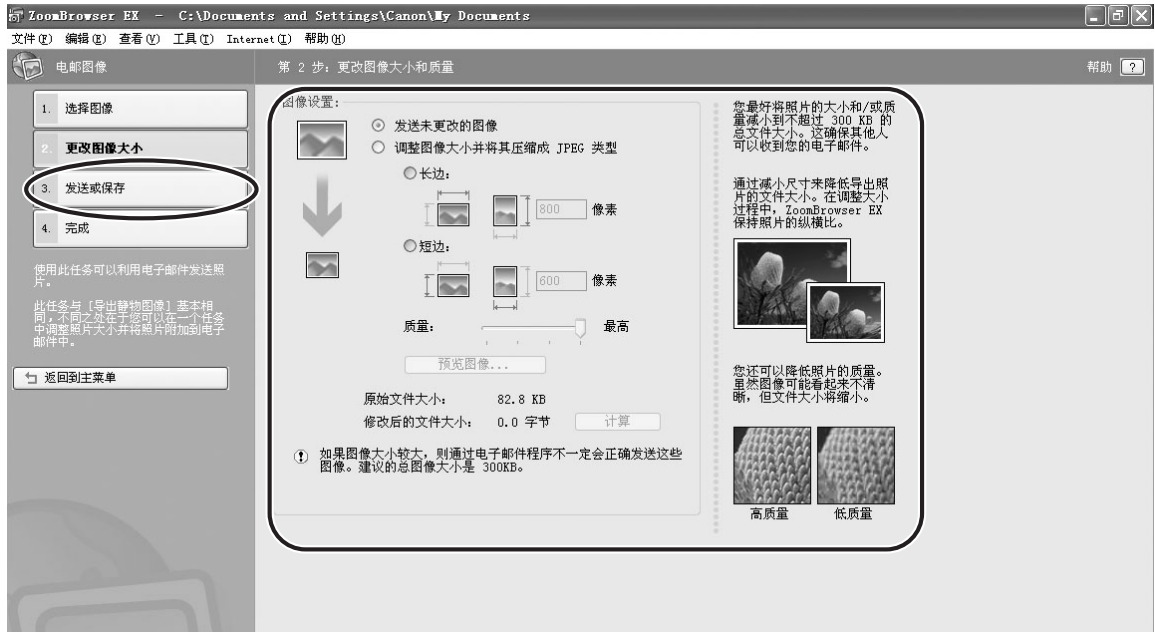 ZoomBrowser EX - C:\Documents and Settings\Canon\My Documents
文件(F) 编辑(E) 查看(V) 工具(T) Internet(I) 帮助(H)
电邮图像
第 2 步：更改图像大小和质量
帮助 ?
1. 选择图像
2. 更改图像大小
3. 发送或保存
4. 完成
使用此任务可以利用电子邮件发送照
片。
此任务与 [导出静物图像] 基本相
同，不同之处在于您可以在一个任务
中调整照片大小并将照片附加到电子
邮件中。
返回到主菜单
图像设置：
发送未更改的图像
调整图像大小并将其压缩成 JPEG 类型
长边：
800 像素
短边：
600 像素
质量： 最高
预览图像...
原始文件大小： 82.8 KB
修改后的文件大小： 0.0 字节 计算
如果图像大小较大，则通过电子邮件程序不一定会正确发送这些
图像。建议的总图像大小是 300KB。
您最好将照片的大小和/或质
量减小到不超过 300 KB 的
总文件大小。这确保其他人
可以收到您的电子邮件。
通过减小尺寸来降低导出照
片的文件大小。在调整大小
过程中，ZoomBrowser EX
保持照片的纵横比。
您还可以降低照片的质量。
虽然图像可能看起来不清
晰，但文件大小将缩小。
高质量 低质量